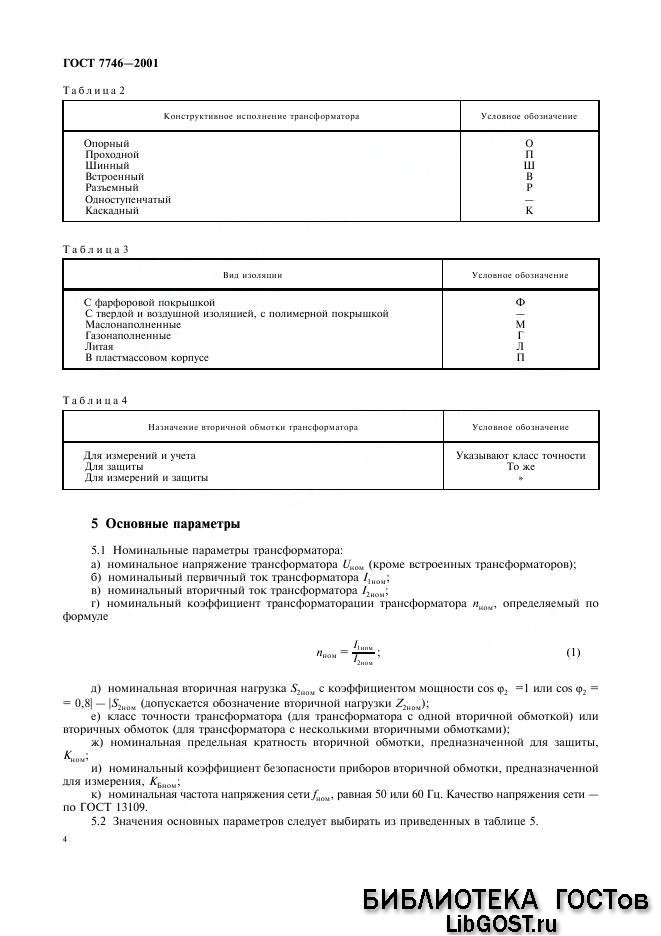 ГОСТ 7746—2001
Таблица 2
Конструктивное исполнение трансформатора Условное обозначение
Опорный О
Проходной П
Шинный Ш
Встроенный В
Разъемный Р
Одноступенчатый —
Каскадный К
Таблица 3
Вид изоляции Условное обозначение
С фарфоровой покрышкой Ф
С твердой и воздушной изоляцией, с полимерной покрышкой —
Маслонаполненные М
Газонаполненные Г
Литая Л
В пластмассовом корпусе П
Таблица 4
Назначение вторичной обмотки трансформатора Условное обозначение
Для измерений и учета Указывают класс точности
Для защиты То же
Для измерений и защиты »
5 Основные параметры
5.1 Номинальные параметры трансформатора:
а) номинальное напряжение трансформатора Uном (кроме встроенных трансформаторов);
б) номинальный первичный ток трансформатора I1ном;
в) номинальный вторичный ток трансформатора I2ном;
г) номинальный коэффициент трансформаторации трансформатора nном, определяемый по
формуле
nном = I1ном / I2ном ; (1)
д) номинальная вторичная нагрузка S2ном с коэффициентом мощности cos φ2 =1 или cos φ2 =
= 0,8| — |S2ном (допускается обозначение вторичной нагрузки Z2ном);
е) класс точности трансформатора (для трансформатора с одной вторичной обмоткой) или
вторичных обмоток (для трансформатора с несколькими вторичными обмотками);
ж) номинальная предельная кратность вторичной обмотки, предназначенной для защиты,
Kном;
и) номинальный коэффициент безопасности приборов вторичной обмотки, предназначенной
для измерения, KБном;
к) номинальная частота напряжения сети fном, равная 50 или 60 Гц. Качество напряжения сети —
по ГОСТ 13109.
5.2 Значения основных параметров следует выбирать из приведенных в таблице 5.
4
БИБЛИОТЕКА ГОСТов
LibGOST.ru